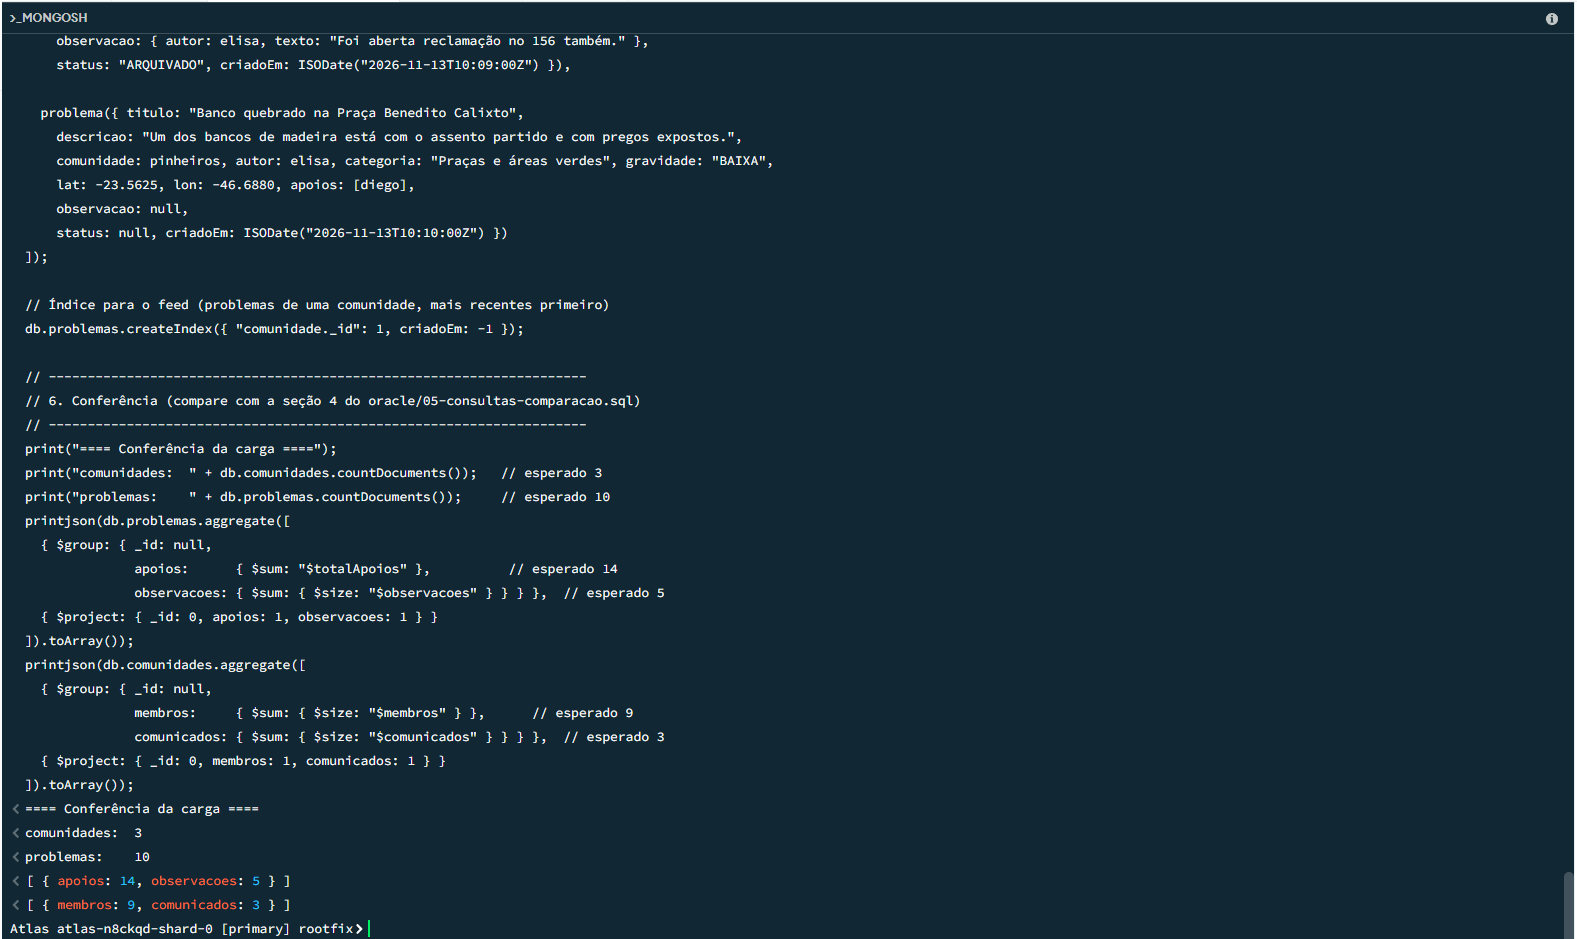 >_MONGOSH
observacao: { autor: elisa, texto: "Foi aberta reclamação no 156 também." },
status: "ARQUIVADO", criadoEm: ISODate("2026-11-13T10:09:00Z") }),
problema({ titulo: "Banco quebrado na Praça Benedito Calixto",
descricao: "Um dos bancos de madeira está com o assento partido e com pregos expostos.",
comunidade: pinheiros, autor: elisa, categoria: "Praças e áreas verdes", gravidade: "BAIXA",
lat: -23.5625, lon: -46.6880, apoios: [diego],
observacao: null,
status: null, criadoEm: ISODate("2026-11-13T10:10:00Z") })
]);
// Índice para o feed (problemas de uma comunidade, mais recentes primeiro)
db.problemas.createIndex({ "comunidade._id": 1, criadoEm: -1 });
// ---------------------------------------------------------------------
// 6. Conferência (compare com a seção 4 do oracle/05-consultas-comparacao.sql)
// ---------------------------------------------------------------------
print("==== Conferência da carga ====");
print("comunidades:  " + db.comunidades.countDocuments());   // esperado 3
print("problemas:    " + db.problemas.countDocuments());     // esperado 10
printjson(db.problemas.aggregate([
{ $group: { _id: null,
apoios:      { $sum: "$totalApoios" },          // esperado 14
observacoes: { $sum: { $size: "$observacoes" } } } },  // esperado 5
{ $project: { _id: 0, apoios: 1, observacoes: 1 } }
]).toArray());
printjson(db.comunidades.aggregate([
{ $group: { _id: null,
membros:     { $sum: { $size: "$membros" } },      // esperado 9
comunicados: { $sum: { $size: "$comunicados" } } } },  // esperado 3
{ $project: { _id: 0, membros: 1, comunicados: 1 } }
]).toArray());
< ==== Conferência da carga ====
< comunidades:  3
< problemas:    10
< [ { apoios: 14, observacoes: 5 } ]
< [ { membros: 9, comunicados: 3 } ]
Atlas atlas-n8ckqd-shard-0 [primary] rootfix>